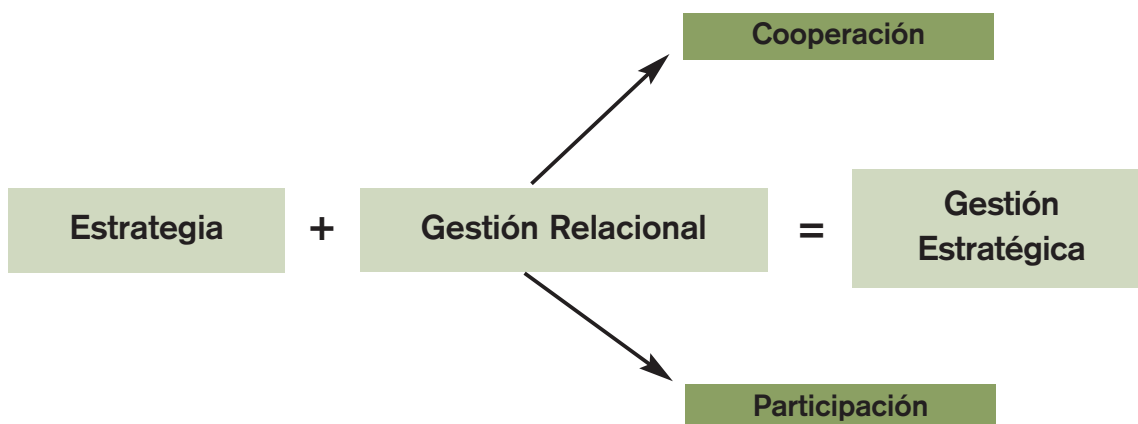 Cooperación
Estrategia + Gestión Relacional = Gestión
Estratégica
Participación